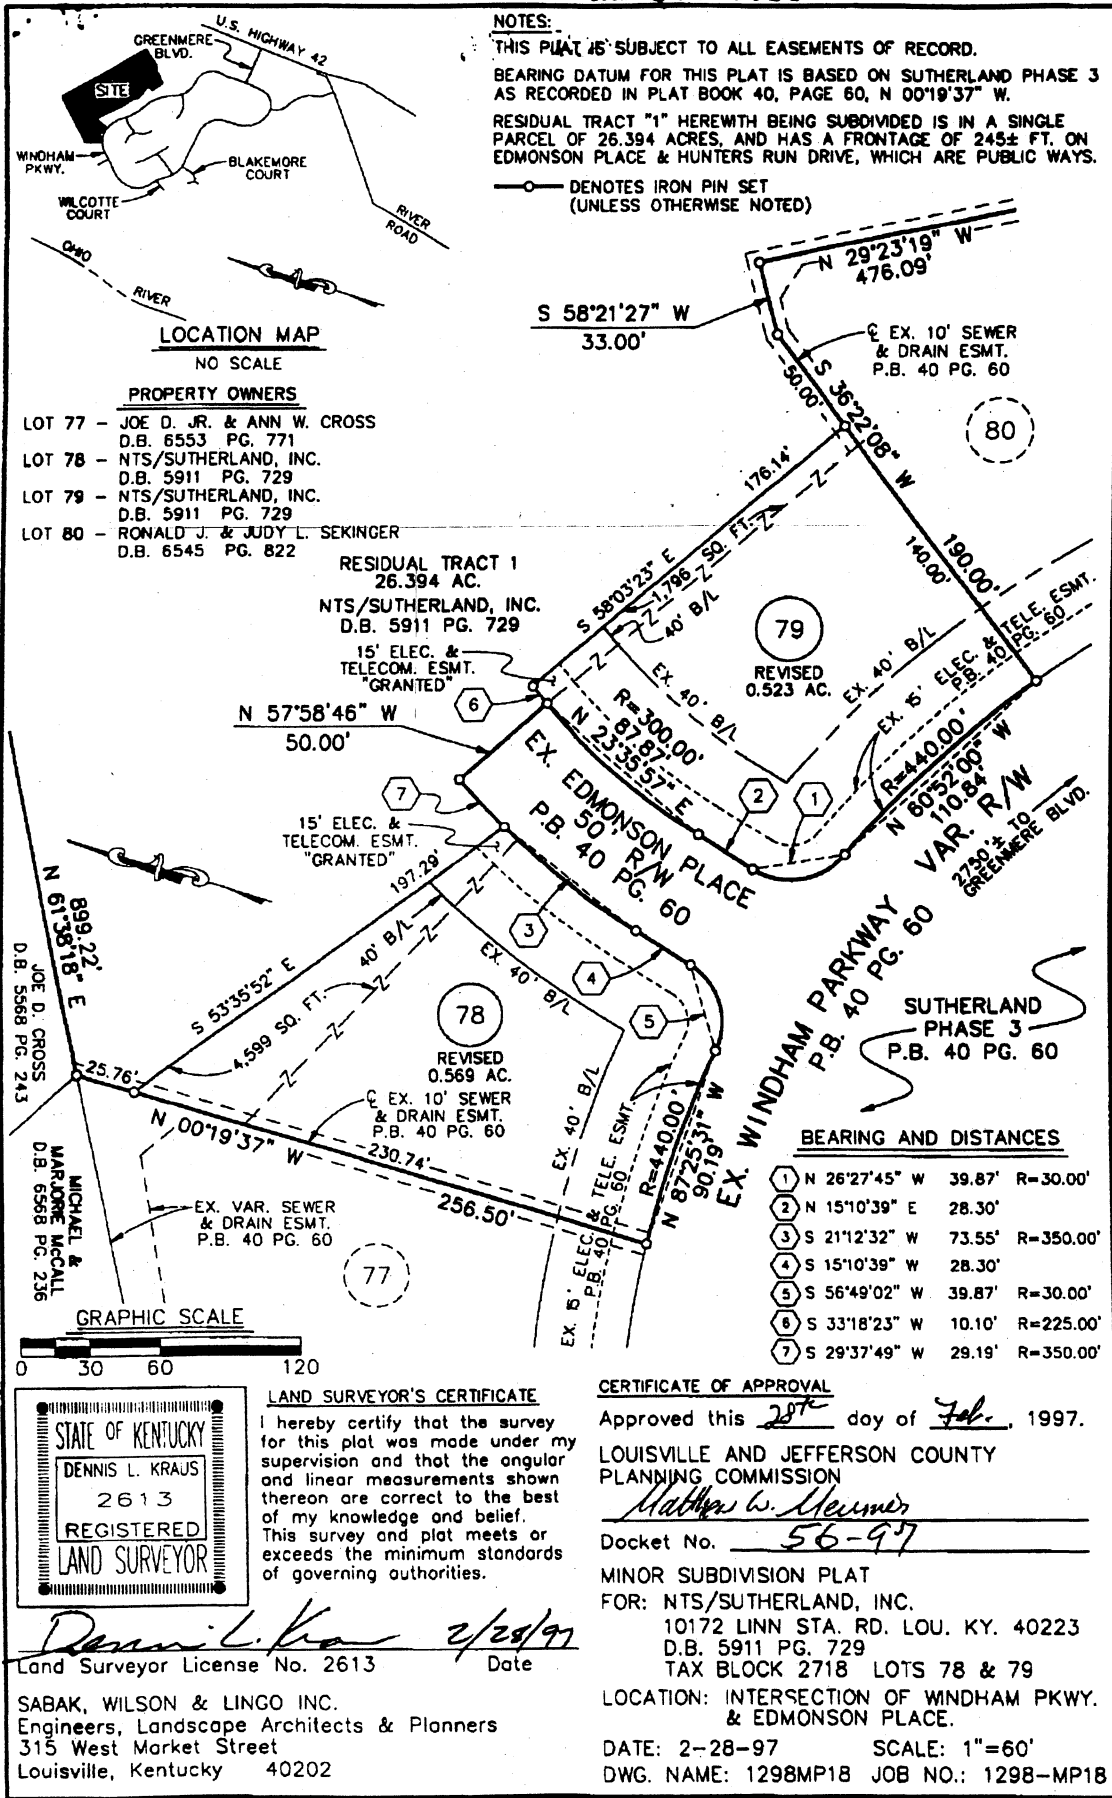 NOTES:
THIS PLAT IS SUBJECT TO ALL EASEMENTS OF RECORD.
BEARING DATUM FOR THIS PLAT IS BASED ON SUTHERLAND PHASE 3
AS RECORDED IN PLAT BOOK 40, PAGE 60, N 00°19'37" W.
RESIDUAL TRACT "1" HEREWITH BEING SUBDIVIDED IS IN A SINGLE
PARCEL OF 26.394 ACRES, AND HAS A FRONTAGE OF 245± FT. ON
EDMONSON PLACE & HUNTERS RUN DRIVE, WHICH ARE PUBLIC WAYS.
DENOTES IRON PIN SET
(UNLESS OTHERWISE NOTED)
U.S. HIGHWAY 42
GREENMERE
BLVD.
SITE
WINDHAM
PKWY.
BLAKEMORE
COURT
WILCOTTE
COURT
RIVER
ROAD
OHIO
RIVER
LOCATION MAP
NO SCALE
PROPERTY OWNERS
LOT 77 - JOE D. JR. & ANN W. CROSS
D.B. 6553 PG. 771
LOT 78 - NTS/SUTHERLAND, INC.
D.B. 5911 PG. 729
LOT 79 - NTS/SUTHERLAND, INC.
D.B. 5911 PG. 729
LOT 80 - RONALD J. & JUDY L. SEKINGER
D.B. 6545 PG. 822
N 29°23'19" W
476.09'
S 58°21'27" W
33.00'
℄ EX. 10' SEWER
& DRAIN ESMT.
P.B. 40 PG. 60
S 36°22'08" W
50.00'
80
176.14'
190.00'
140.00'
RESIDUAL TRACT 1
26.394 AC.
NTS/SUTHERLAND, INC.
D.B. 5911 PG. 729
S 58°03'23" E
1,796 SQ. FT.
40' B/L
79
REVISED
0.523 AC.
EX. 40' B/L
EX. 40' B/L
EX. 15' ELEC. & TELE. ESMT.
P.B. 40 PG. 60
15' ELEC. &
TELECOM. ESMT.
"GRANTED"
6
N 57°58'46" W
50.00'
R=300.00'
87.87'
N 23°35'57" E
R=440.00'
N 60°52'00" W
110.84'
2
1
7
EX. EDMONSON PLACE
50' R/W
P.B. 40 PG. 60
15' ELEC. &
TELECOM. ESMT.
"GRANTED"
2750'± TO
GREENMERE BLVD.
EX. WINDHAM PARKWAY VAR. R/W
P.B. 40 PG. 60
197.29'
3
4
5
40' B/L
EX. 40' B/L
899.22'
N 61°38'18" E
JOE D. CROSS
D.B. 5568 PG. 243
S 53°35'52" E
4,599 SQ. FT.
78
REVISED
0.569 AC.
SUTHERLAND
PHASE 3
P.B. 40 PG. 60
25.76'
N 00°19'37" W
230.74'
256.50'
℄ EX. 10' SEWER
& DRAIN ESMT.
P.B. 40 PG. 60
EX. 40' B/L
EX. 15' ELEC. & TELE. ESMT.
P.B. 40 PG. 60
R=440.00'
N 87°25'31" W
90.19'
MICHAEL &
MARJORIE McCALL
D.B. 6568 PG. 236
EX. VAR. SEWER
& DRAIN ESMT.
P.B. 40 PG. 60
77
BEARING AND DISTANCES
1 N 26°27'45" W 39.87' R=30.00'
2 N 15°10'39" E 28.30'
3 S 21°12'32" W 73.55' R=350.00'
4 S 15°10'39" W 28.30'
5 S 56°49'02" W 39.87' R=30.00'
6 S 33°18'23" W 10.10' R=225.00'
7 S 29°37'49" W 29.19' R=350.00'
GRAPHIC SCALE
0 30 60 120
STATE OF KENTUCKY
DENNIS L. KRAUS
2613
REGISTERED
LAND SURVEYOR
LAND SURVEYOR'S CERTIFICATE
I hereby certify that the survey
for this plat was made under my
supervision and that the angular
and linear measurements shown
thereon are correct to the best
of my knowledge and belief.
This survey and plat meets or
exceeds the minimum standards
of governing authorities.
Dennis L. Kraus 2/28/97
Land Surveyor License No. 2613 Date
SABAK, WILSON & LINGO INC.
Engineers, Landscape Architects & Planners
315 West Market Street
Louisville, Kentucky 40202
CERTIFICATE OF APPROVAL
Approved this 28th day of Feb., 1997.
LOUISVILLE AND JEFFERSON COUNTY
PLANNING COMMISSION
Docket No. 56-97
MINOR SUBDIVISION PLAT
FOR: NTS/SUTHERLAND, INC.
10172 LINN STA. RD. LOU. KY. 40223
D.B. 5911 PG. 729
TAX BLOCK 2718 LOTS 78 & 79
LOCATION: INTERSECTION OF WINDHAM PKWY.
& EDMONSON PLACE.
DATE: 2-28-97 SCALE: 1"=60'
DWG. NAME: 1298MP18 JOB NO.: 1298-MP18